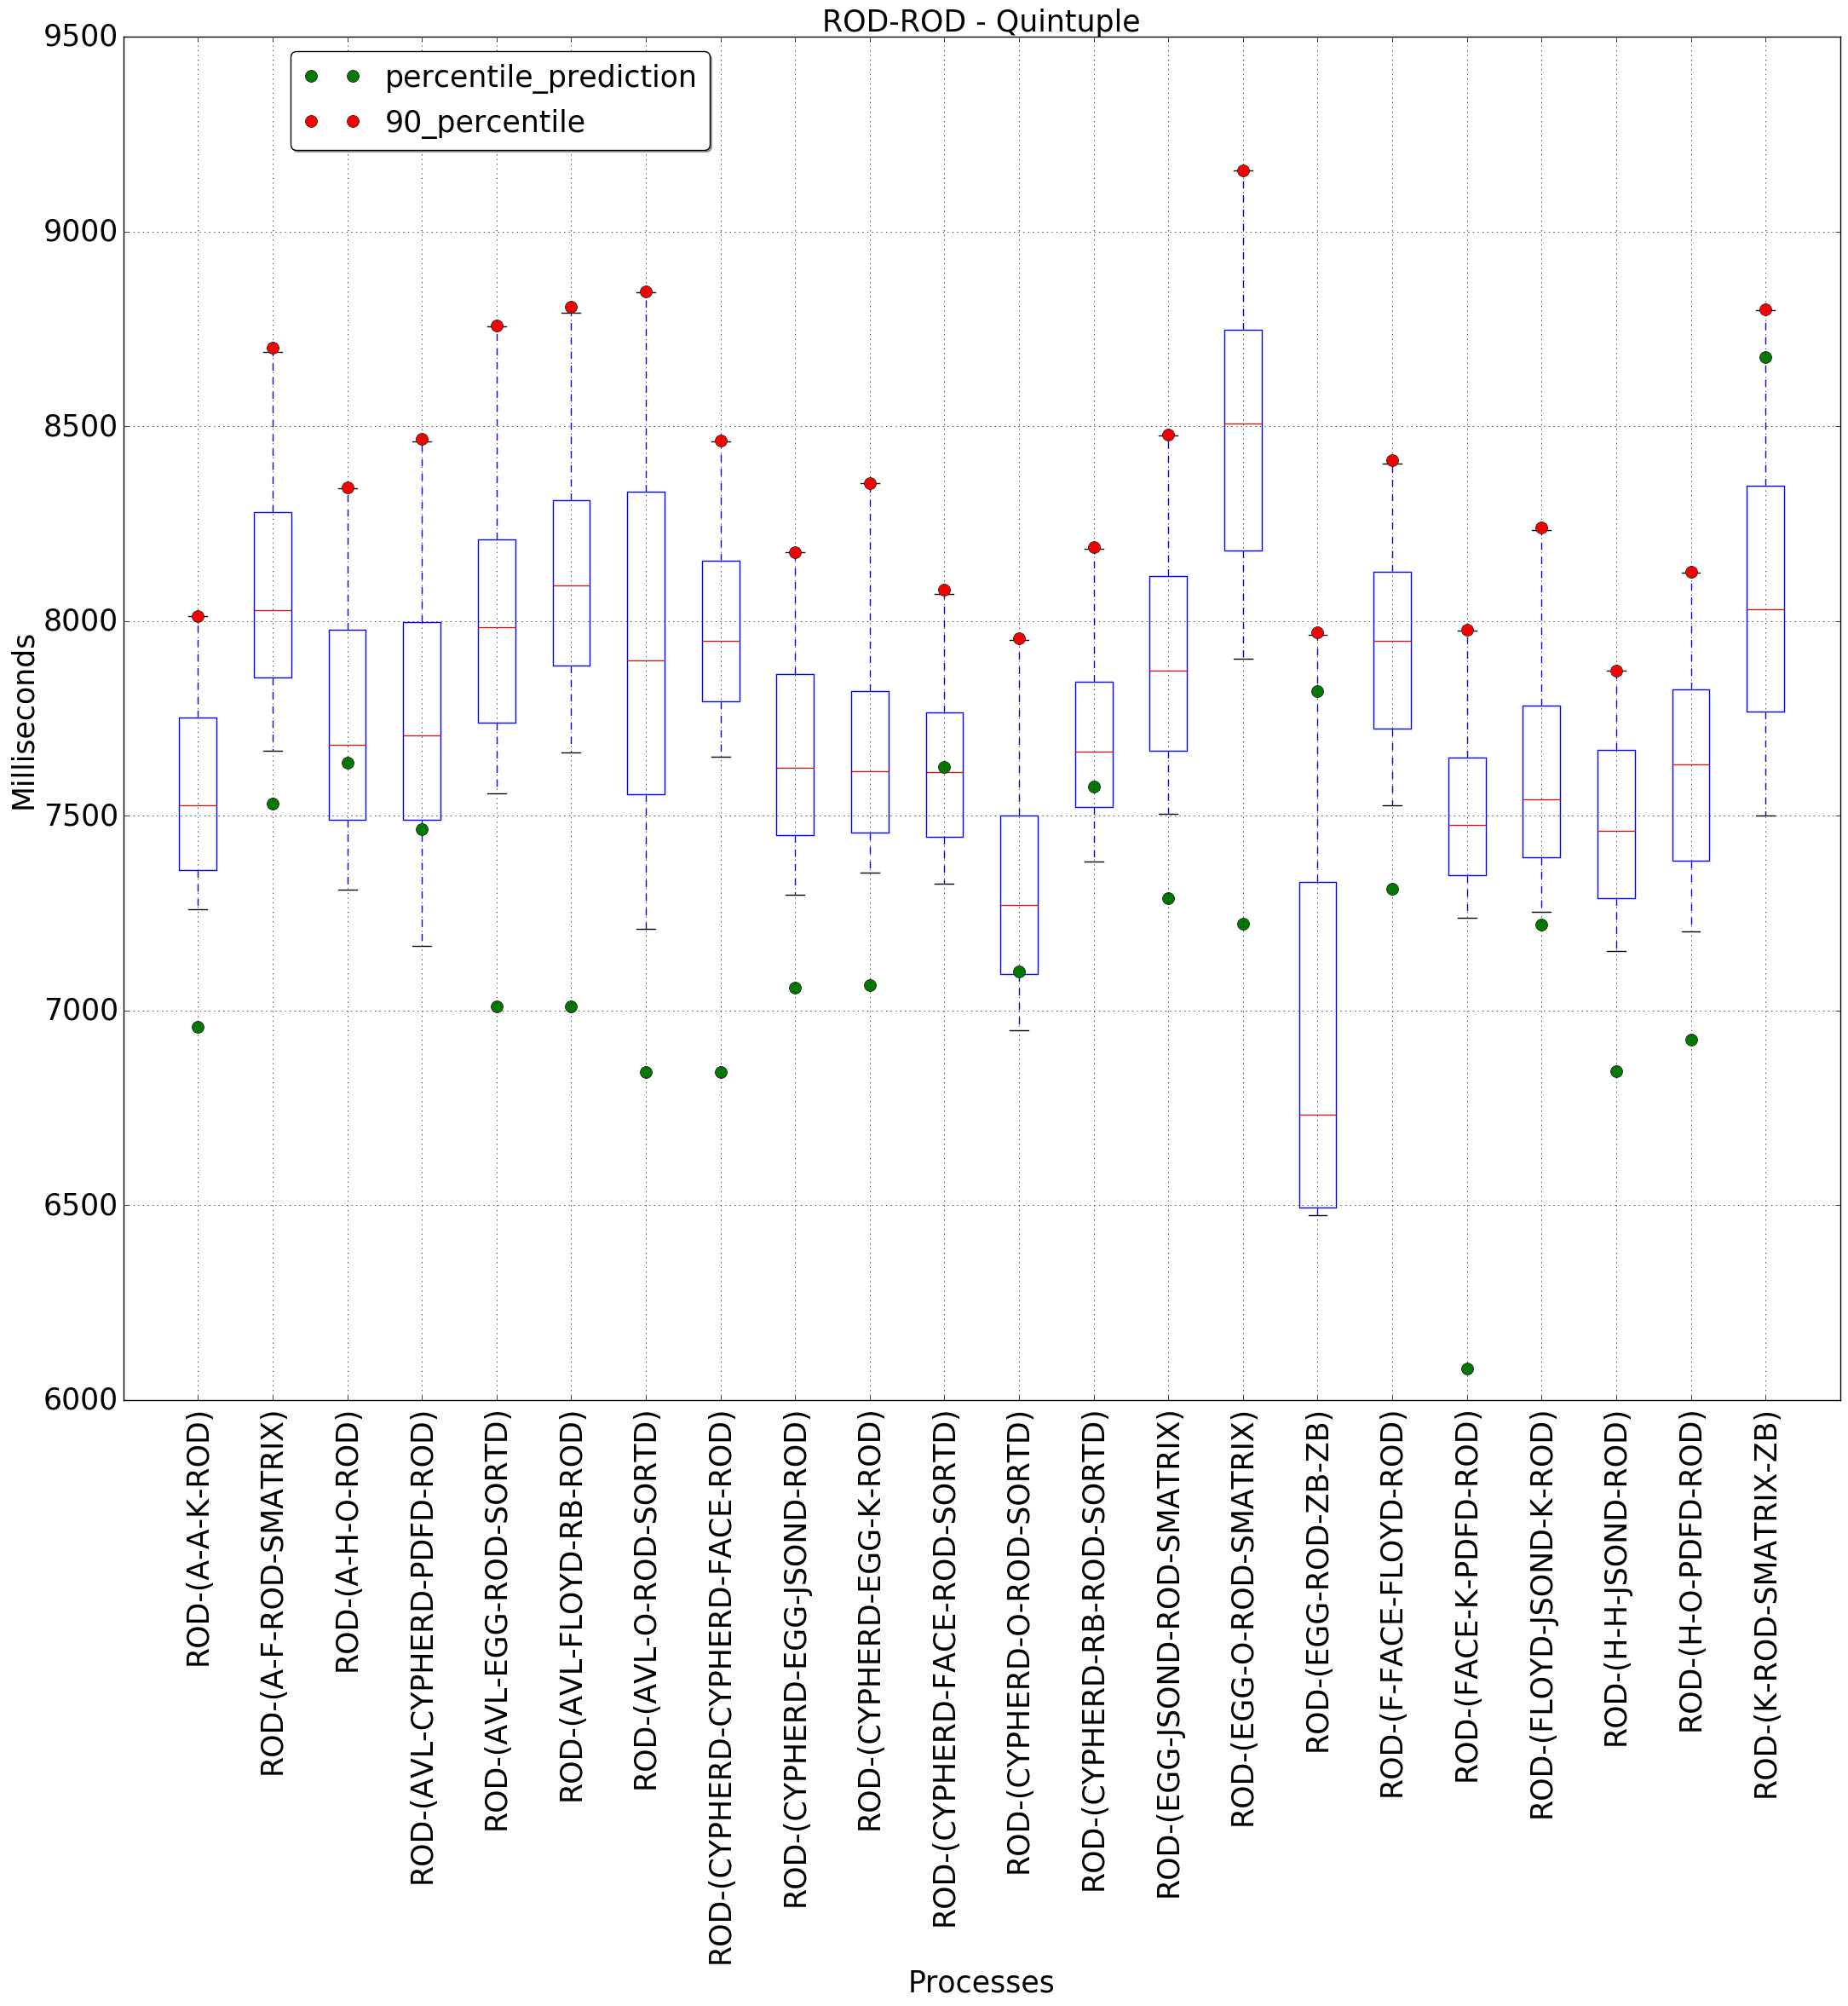 ROD-ROD - Quintuple
percentile_prediction
90_percentile
Milliseconds
9500
9000
8500
8000
7500
7000
6500
6000
ROD-(A-A-K-ROD)
ROD-(A-F-ROD-SMATRIX)
ROD-(A-H-O-ROD)
ROD-(AVL-CYPHERD-PDFD-ROD)
ROD-(AVL-EGG-ROD-SORTD)
ROD-(AVL-FLOYD-RB-ROD)
ROD-(AVL-O-ROD-SORTD)
ROD-(CYPHERD-CYPHERD-FACE-ROD)
ROD-(CYPHERD-EGG-JSOND-ROD)
ROD-(CYPHERD-EGG-K-ROD)
ROD-(CYPHERD-FACE-ROD-SORTD)
ROD-(CYPHERD-O-ROD-SORTD)
ROD-(CYPHERD-RB-ROD-SORTD)
ROD-(EGG-JSOND-ROD-SMATRIX)
ROD-(EGG-O-ROD-SMATRIX)
ROD-(EGG-ROD-ZB-ZB)
ROD-(F-FACE-FLOYD-ROD)
ROD-(FACE-K-PDFD-ROD)
ROD-(FLOYD-JSOND-K-ROD)
ROD-(H-H-JSOND-ROD)
ROD-(H-O-PDFD-ROD)
ROD-(K-ROD-SMATRIX-ZB)
Processes